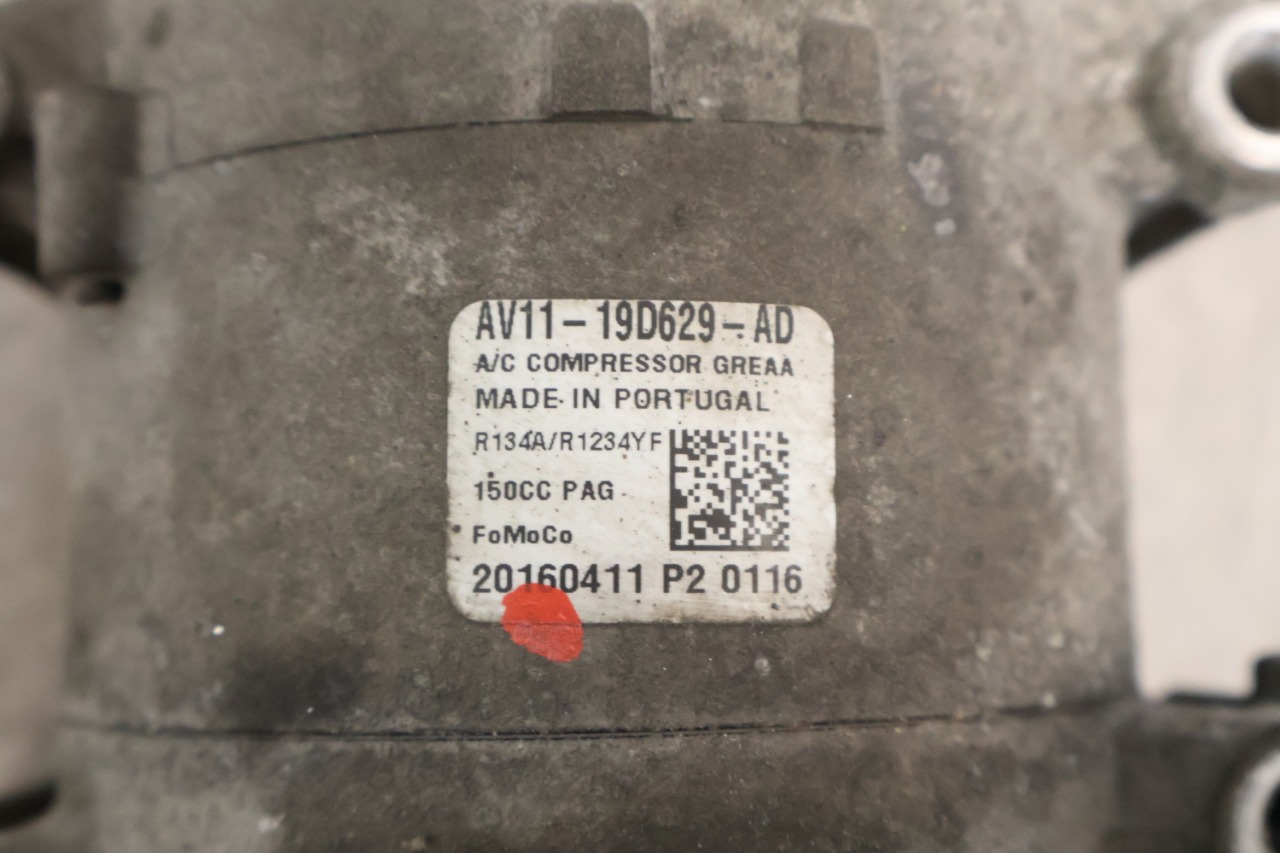 AV11-19D629-AD
A/C COMPRESSOR GREAA
MADE IN PORTUGAL
R134A/R1234YF
150CC PAG
FoMoCo
20160411 P2 0116